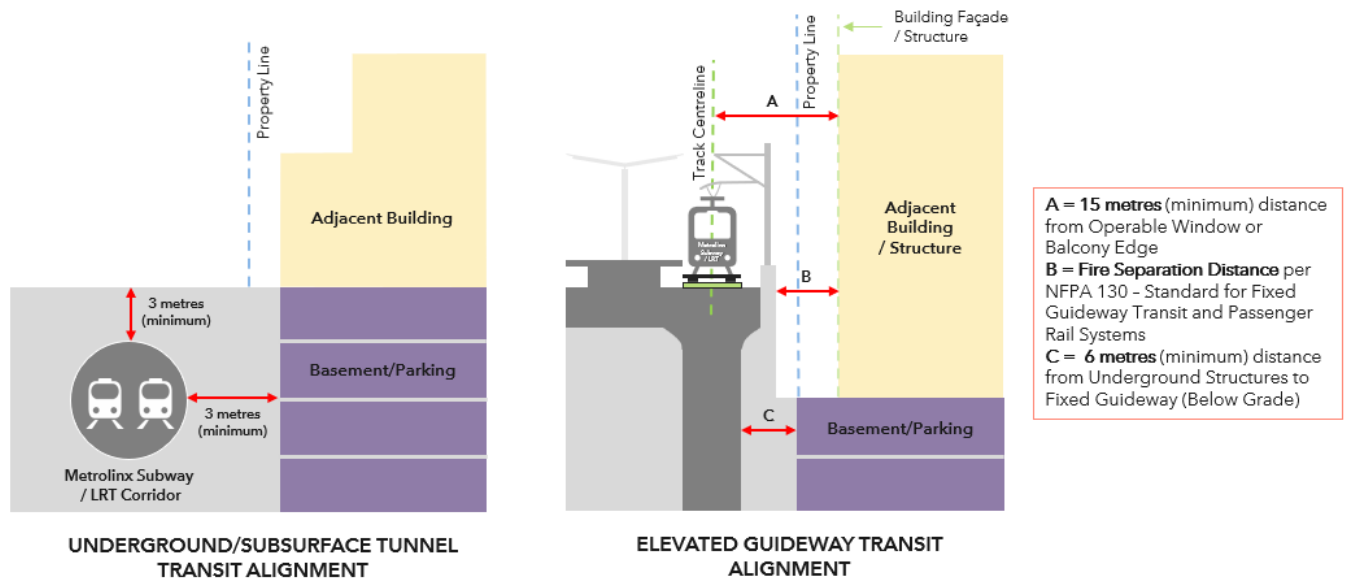 Property Line
Adjacent Building
3 metres
(minimum)
Basement/Parking
3 metres
(minimum)
Metrolinx Subway
/ LRT Corridor
UNDERGROUND/SUBSURFACE TUNNEL
TRANSIT ALIGNMENT
Building Façade
/ Structure
Property Line
A
Track Centreline
Metrolinx
Subway
/ LRT
Adjacent
Building
/ Structure
B
C
Basement/Parking
ELEVATED GUIDEWAY TRANSIT
ALIGNMENT
A = 15 metres (minimum) distance
from Operable Window or
Balcony Edge
B = Fire Separation Distance per
NFPA 130 – Standard for Fixed
Guideway Transit and Passenger
Rail Systems
C = 6 metres (minimum) distance
from Underground Structures to
Fixed Guideway (Below Grade)